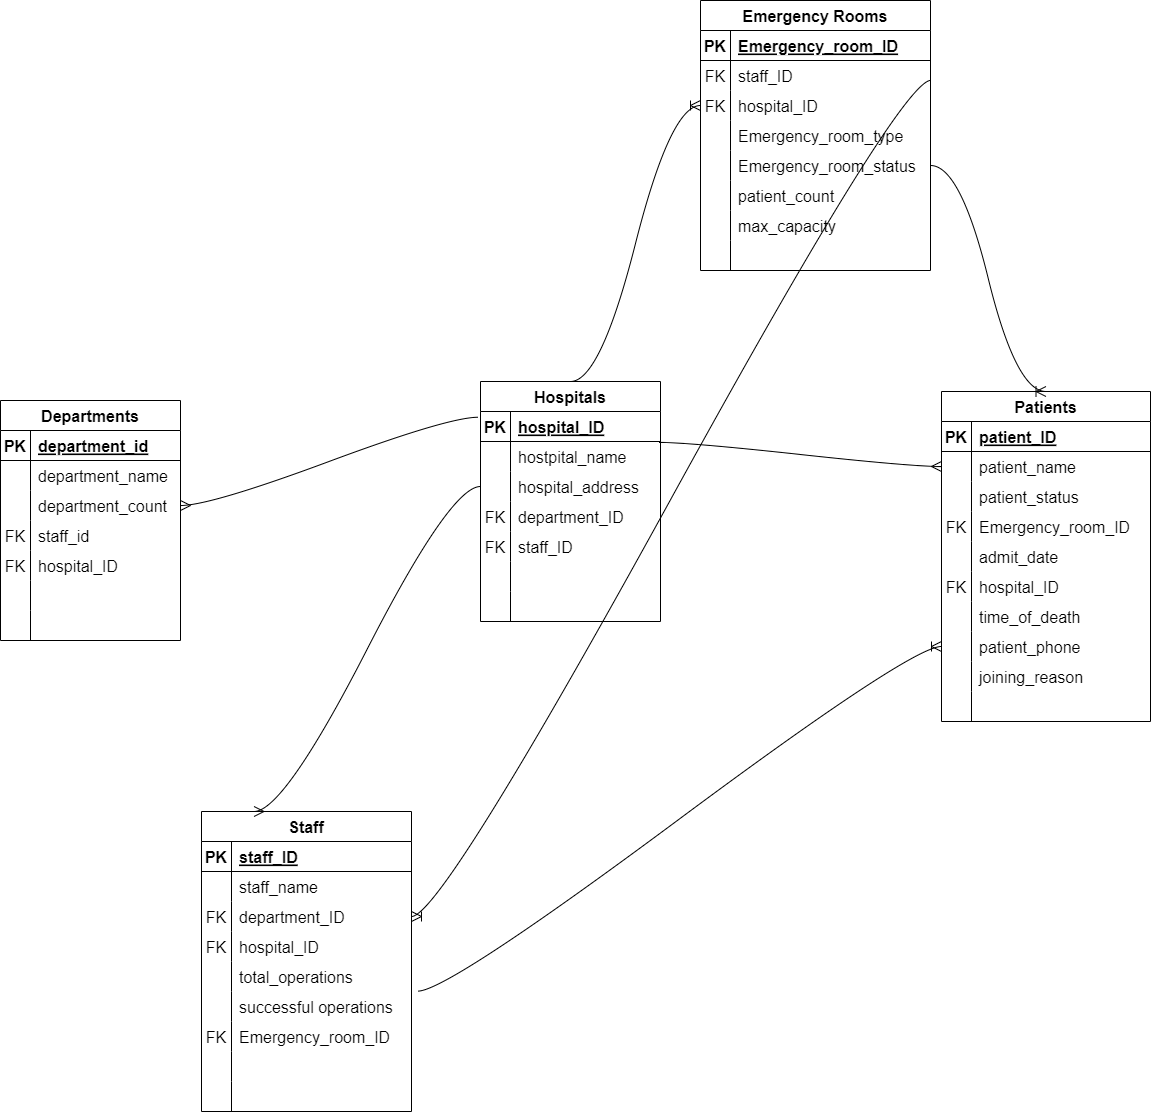 Emergency Rooms
PK Emergency_room_ID
FK staff_ID
FK hospital_ID
Emergency_room_type
Emergency_room_status
patient_count
max_capacity
Departments
PK department_id
department_name
department_count
FK staff_id
FK hospital_ID
Hospitals
PK hospital_ID
hostpital_name
hospital_address
FK department_ID
FK staff_ID
Patients
PK patient_ID
patient_name
patient_status
FK Emergency_room_ID
admit_date
FK hospital_ID
time_of_death
patient_phone
joining_reason
Staff
PK staff_ID
staff_name
FK department_ID
FK hospital_ID
total_operations
successful operations
FK Emergency_room_ID